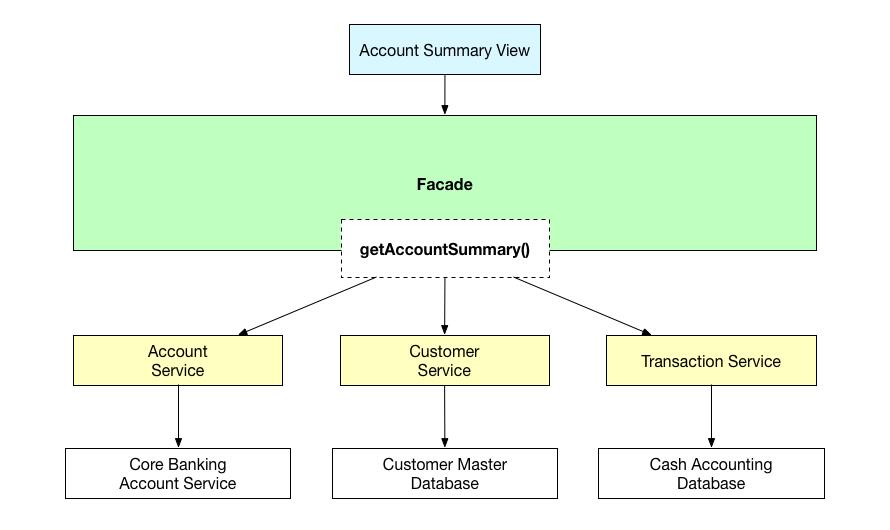 Account Summary View
Facade
getAccountSummary()
Account
Service
Customer
Service
Transaction Service
Core Banking
Account Service
Customer Master
Database
Cash Accounting
Database